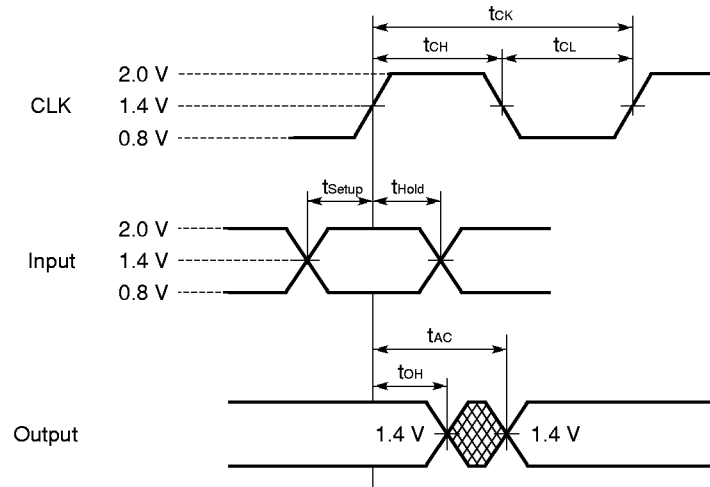 tCK
tCH tCL
2.0 V
CLK 1.4 V
0.8 V
tSetup tHold
2.0 V
Input 1.4 V
0.8 V
tAC
tOH
Output 1.4 V 1.4 V